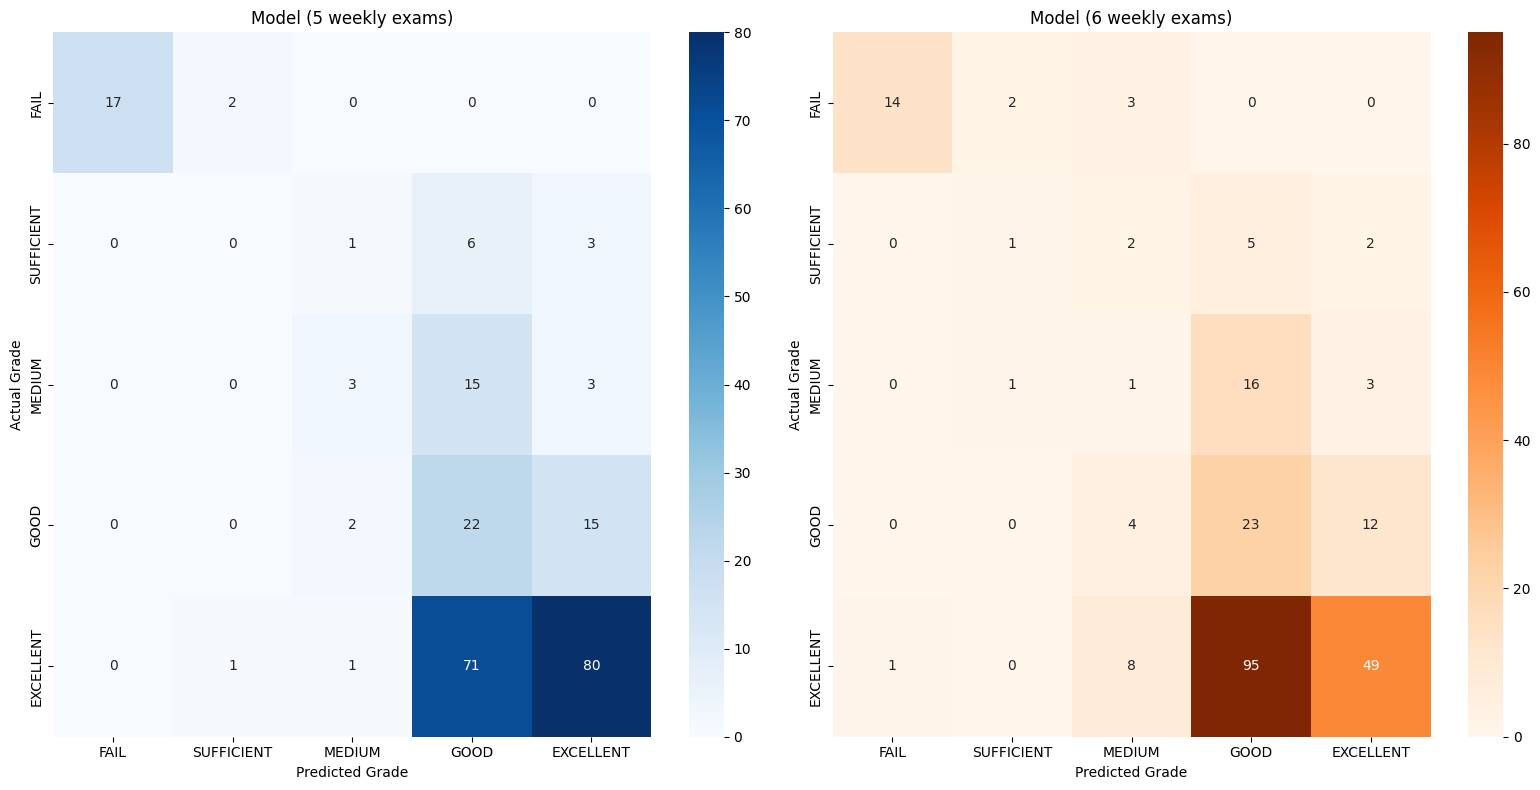 Model (5 weekly exams)
FAIL 17 2 0 0 0
SUFFICIENT 0 0 1 6 3
MEDIUM 0 0 3 15 3
GOOD 0 0 2 22 15
EXCELLENT 0 1 1 71 80
FAIL SUFFICIENT MEDIUM GOOD EXCELLENT
Predicted Grade
Actual Grade
80
70
60
50
40
30
20
10
0
Model (6 weekly exams)
FAIL 14 2 3 0 0
SUFFICIENT 0 1 2 5 2
MEDIUM 0 1 1 16 3
GOOD 0 0 4 23 12
EXCELLENT 1 0 8 95 49
FAIL SUFFICIENT MEDIUM GOOD EXCELLENT
Predicted Grade
Actual Grade
80
60
40
20
0